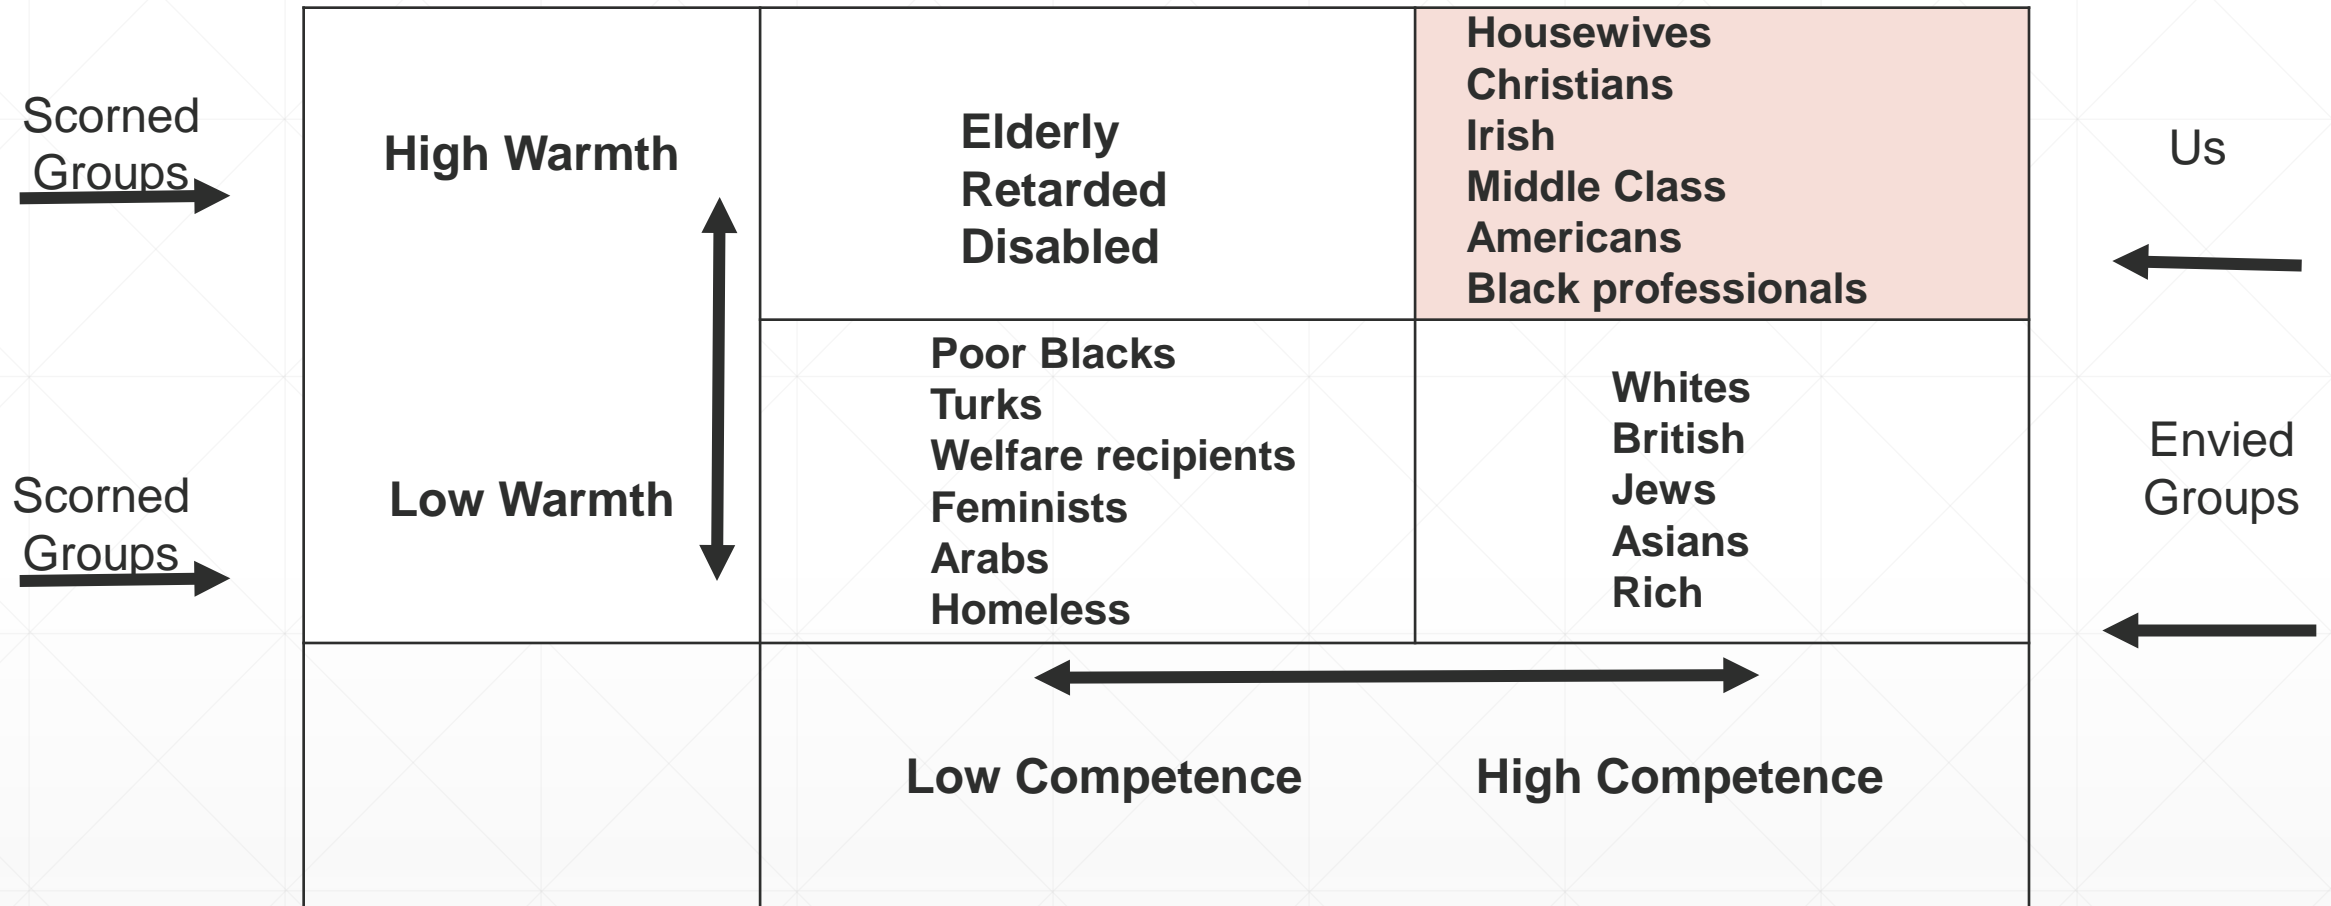 Scorned
Groups
High Warmth
Elderly
Retarded
Disabled
Housewives
Christians
Irish
Middle Class
Americans
Black professionals
Us
Scorned
Groups
Low Warmth
Poor Blacks
Turks
Welfare recipients
Feminists
Arabs
Homeless
Whites
British
Jews
Asians
Rich
Envied
Groups
Low Competence
High Competence